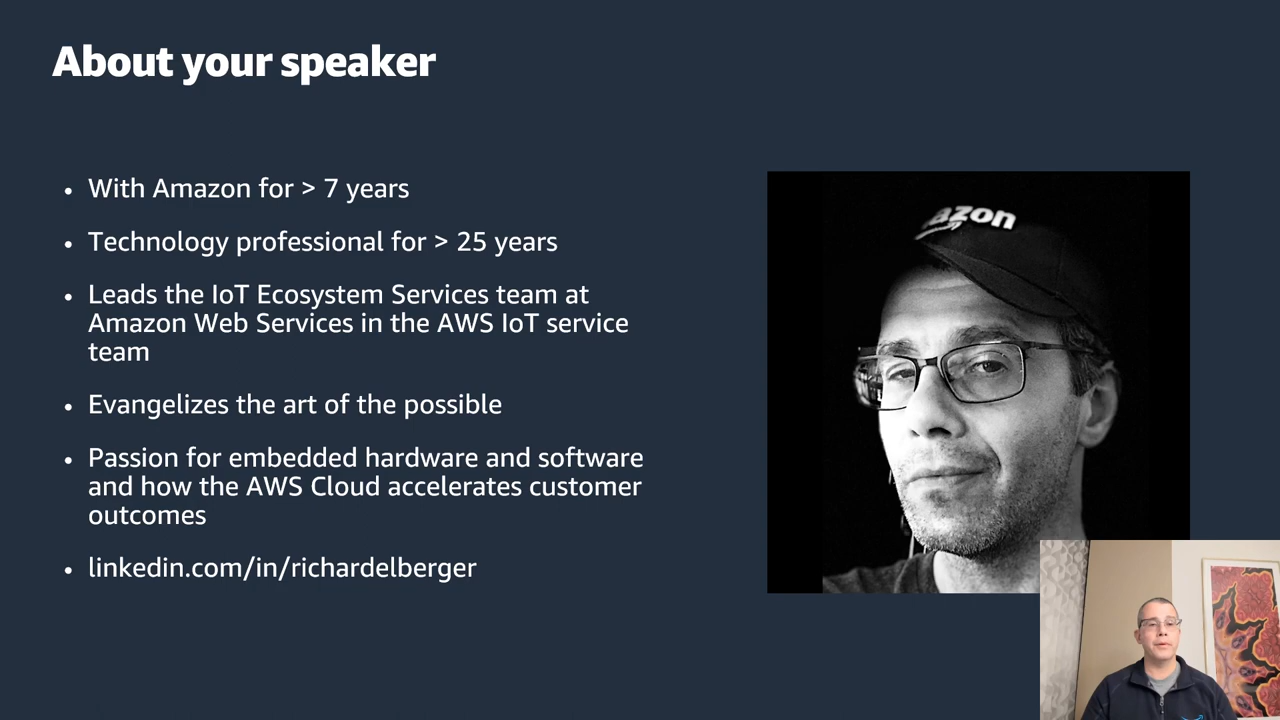 About your speaker
• With Amazon for > 7 years
• Technology professional for > 25 years
• Leads the IoT Ecosystem Services team at
Amazon Web Services in the AWS IoT service
team
• Evangelizes the art of the possible
• Passion for embedded hardware and software
and how the AWS Cloud accelerates customer
outcomes
• linkedin.com/in/richardelberger
azon